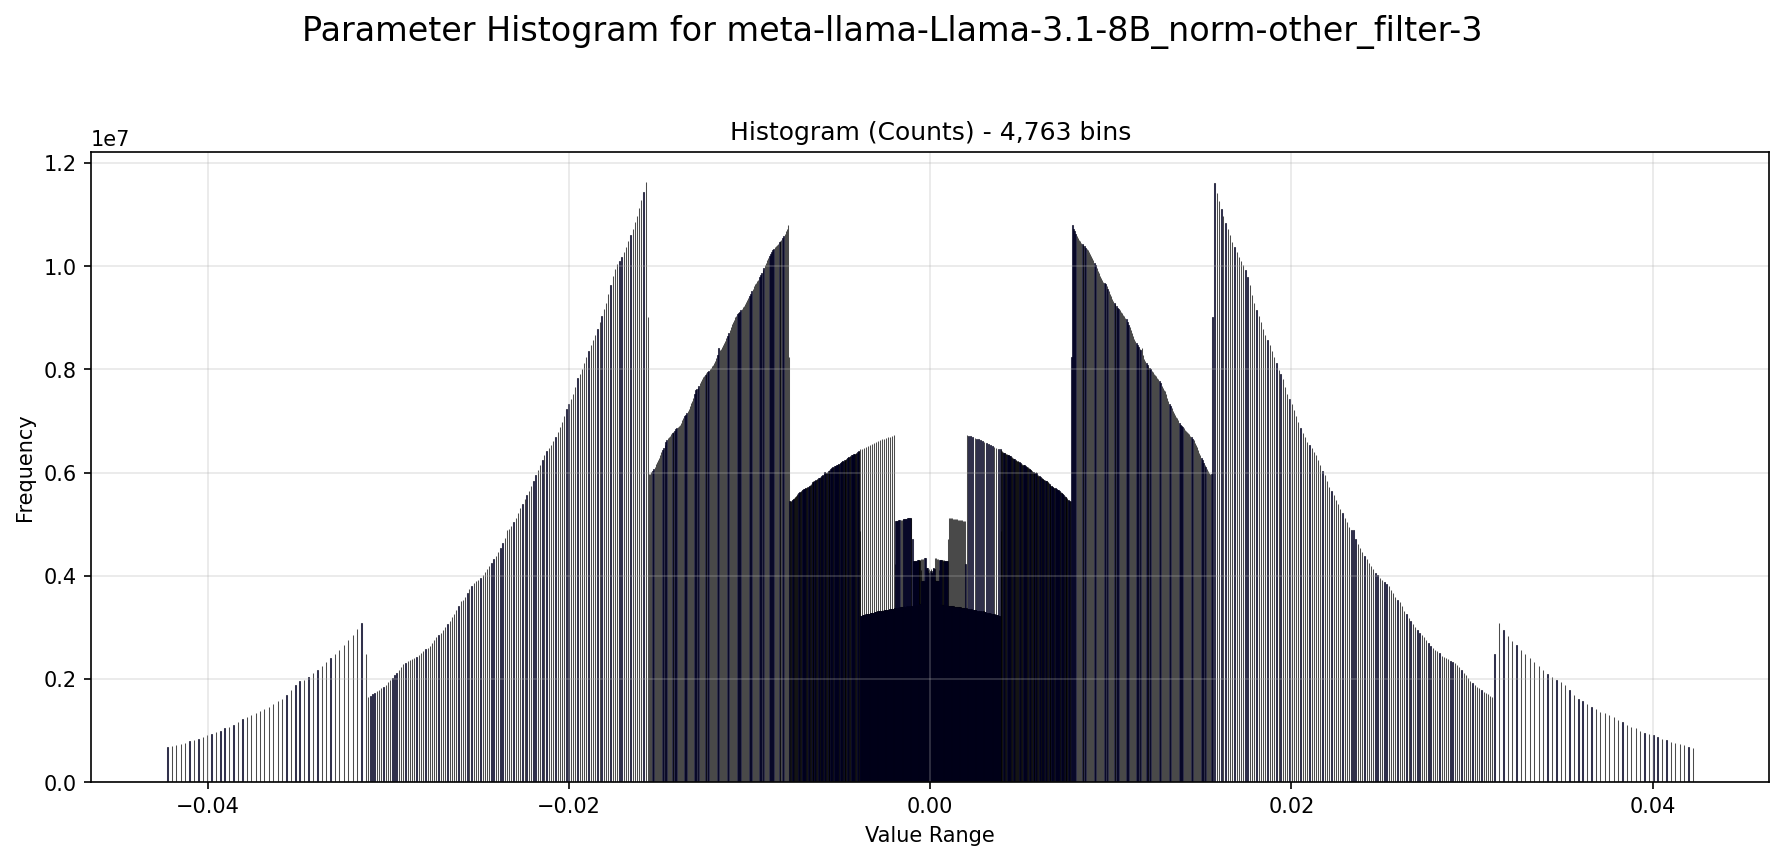 Parameter Histogram for meta-llama-Llama-3.1-8B_norm-other_filter-3
Histogram (Counts) - 4,763 bins
1e7
1.2
1.0
0.8
0.6
0.4
0.2
0.0
Frequency
−0.04
−0.02
0.00
0.02
0.04
Value Range